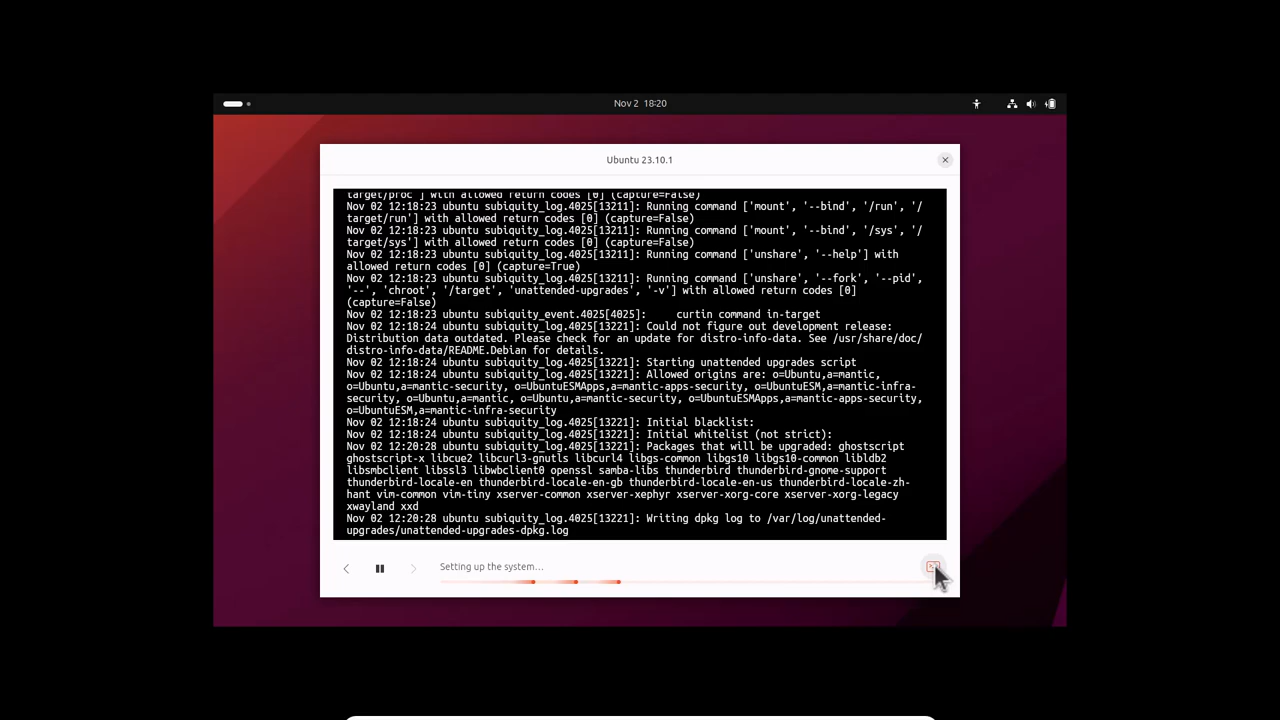 Nov 2 18:20
Ubuntu 23.10.1
target/proc'] with allowed return codes [0] (capture=False)
Nov 02 12:18:23 ubuntu subiquity_log.4025[13211]: Running command ['mount', '--bind', '/run', '/
target/run'] with allowed return codes [0] (capture=False)
Nov 02 12:18:23 ubuntu subiquity_log.4025[13211]: Running command ['mount', '--bind', '/sys', '/
target/sys'] with allowed return codes [0] (capture=False)
Nov 02 12:18:23 ubuntu subiquity_log.4025[13211]: Running command ['unshare', '--help'] with
allowed return codes [0] (capture=True)
Nov 02 12:18:23 ubuntu subiquity_log.4025[13211]: Running command ['unshare', '--fork', '--pid',
'--', 'chroot', '/target', 'unattended-upgrades', '-v'] with allowed return codes [0]
(capture=False)
Nov 02 12:18:23 ubuntu subiquity_event.4025[4025]:     curtin command in-target
Nov 02 12:18:24 ubuntu subiquity_log.4025[13221]: Could not figure out development release:
Distribution data outdated. Please check for an update for distro-info-data. See /usr/share/doc/
distro-info-data/README.Debian for details.
Nov 02 12:18:24 ubuntu subiquity_log.4025[13221]: Starting unattended upgrades script
Nov 02 12:18:24 ubuntu subiquity_log.4025[13221]: Allowed origins are: o=Ubuntu,a=mantic,
o=Ubuntu,a=mantic-security, o=UbuntuESMApps,a=mantic-apps-security, o=UbuntuESM,a=mantic-infra-
security, o=Ubuntu,a=mantic, o=Ubuntu,a=mantic-security, o=UbuntuESMApps,a=mantic-apps-security,
o=UbuntuESM,a=mantic-infra-security
Nov 02 12:18:24 ubuntu subiquity_log.4025[13221]: Initial blacklist:
Nov 02 12:18:24 ubuntu subiquity_log.4025[13221]: Initial whitelist (not strict):
Nov 02 12:20:28 ubuntu subiquity_log.4025[13221]: Packages that will be upgraded: ghostscript
ghostscript-x libcue2 libcurl3-gnutls libcurl4 libgs-common libgs10 libgs10-common libldb2
libsmbclient libssl3 libwbclient0 openssl samba-libs thunderbird thunderbird-gnome-support
thunderbird-locale-en thunderbird-locale-en-gb thunderbird-locale-en-us thunderbird-locale-zh-
hant vim-common vim-tiny xserver-common xserver-xephyr xserver-xorg-core xserver-xorg-legacy
xwayland xxd
Nov 02 12:20:28 ubuntu subiquity_log.4025[13221]: Writing dpkg log to /var/log/unattended-
upgrades/unattended-upgrades-dpkg.log
Setting up the system…